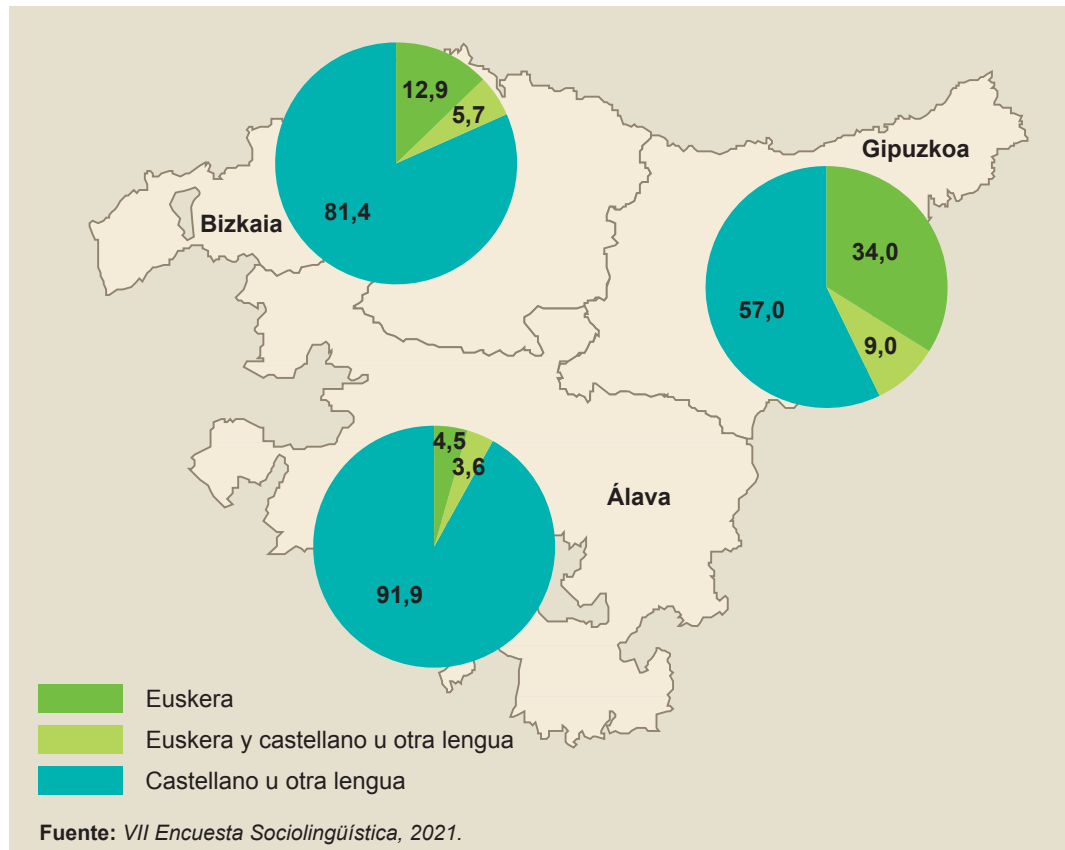 12,9
5,7
81,4
Bizkaia
Gipuzkoa
34,0
57,0
9,0
4,5
3,6
91,9
Álava
Euskera
Euskera y castellano u otra lengua
Castellano u otra lengua
Fuente: VII Encuesta Sociolingüística, 2021.